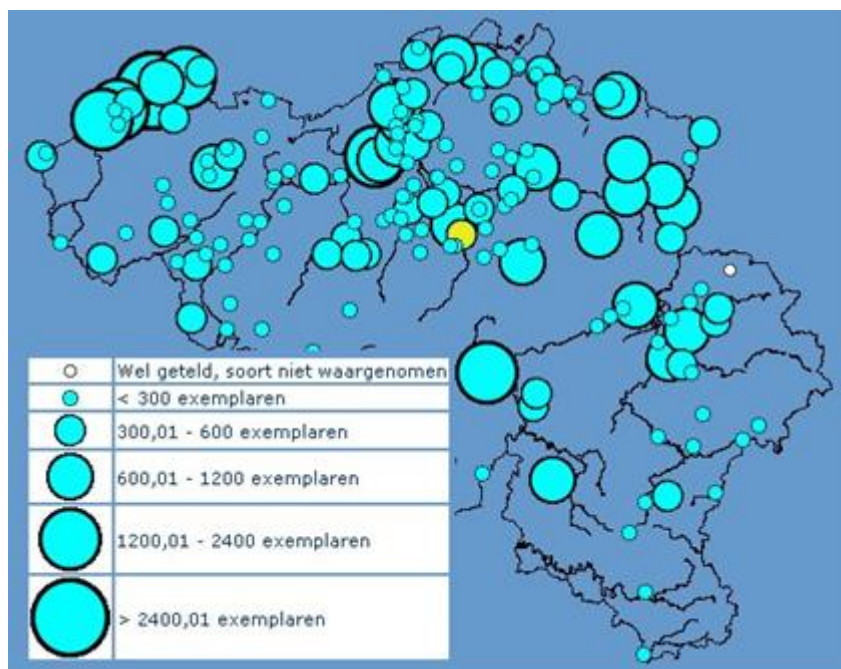 Wel geteld, soort niet waargenomen
< 300 exemplaren
300,01 - 600 exemplaren
600,01 - 1200 exemplaren
1200,01 - 2400 exemplaren
> 2400,01 exemplaren